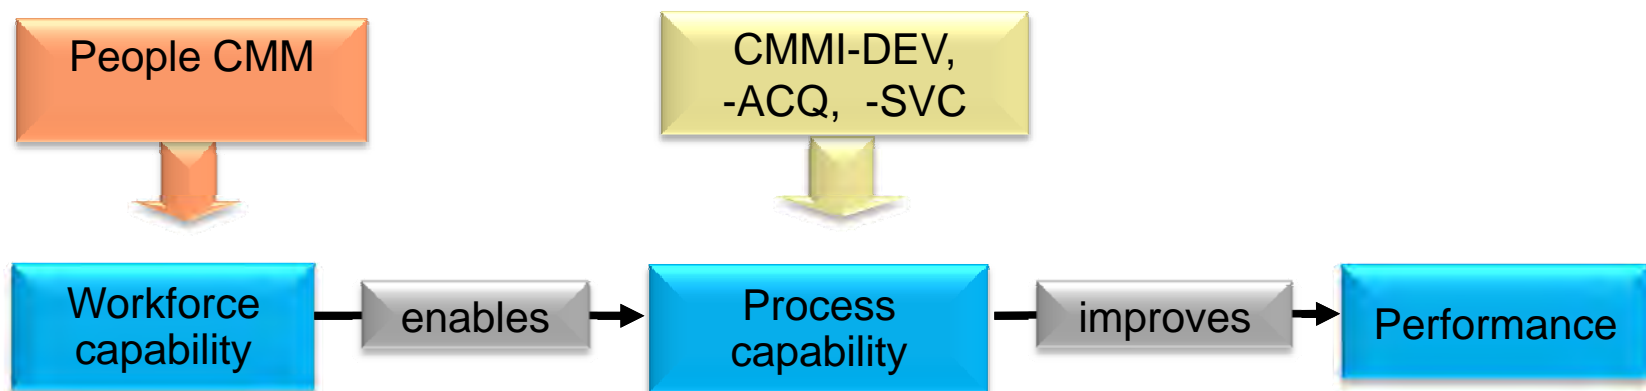 People CMM
CMMI-DEV,
-ACQ, -SVC
Workforce
capability
enables
Process
capability
improves
Performance